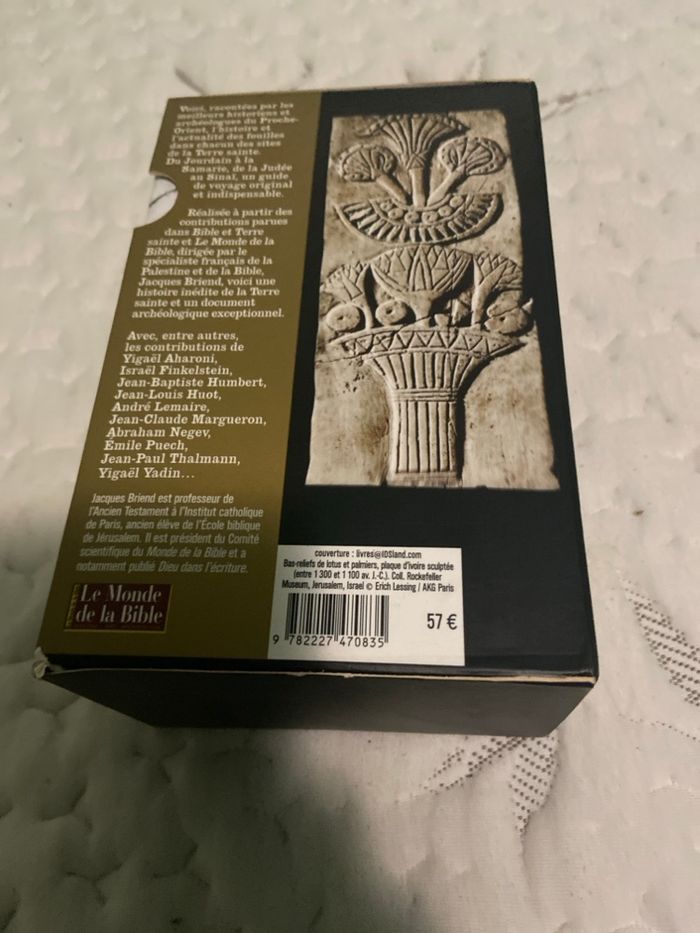 Voici, racontées par les
meilleurs historiens et
archéologues du Proche-
Orient, l'histoire et
l'actualité des fouilles
dans chacun des sites
de la Terre sainte.
Du Jourdain à la
Samarie, de la Judée
au Sinaï, un guide
de voyage original
et indispensable.
Réalisée à partir des
contributions parues
dans Bible et Terre
sainte et Le Monde de la
Bible, dirigée par le
spécialiste français de la
Palestine et de la Bible,
Jacques Briend, voici une
histoire inédite de la Terre
sainte et un document
archéologique exceptionnel.
Avec, entre autres,
les contributions de
Yigaël Aharoni,
Israël Finkelstein,
Jean-Baptiste Humbert,
Jean-Louis Huot,
André Lemaire,
Jean-Claude Margueron,
Abraham Negev,
Émile Puech,
Jean-Paul Thalmann,
Yigaël Yadin...
Jacques Briend est professeur de
l'Ancien Testament à l'Institut catholique
de Paris, ancien élève de l'École biblique
de Jérusalem. Il est président du Comité
scientifique du Monde de la Bible et a
notamment publié Dieu dans l'écriture.
Le Monde
de la Bible
couverture : livres@IDSland.com
Bas-reliefs de lotus et palmiers, plaque d'ivoire sculptée
(entre 1 300 et 1 100 av. J.-C.). Coll. Rockefeller
Museum, Jerusalem, Israel © Erich Lessing / AKG Paris
9 782227 470835
57 €